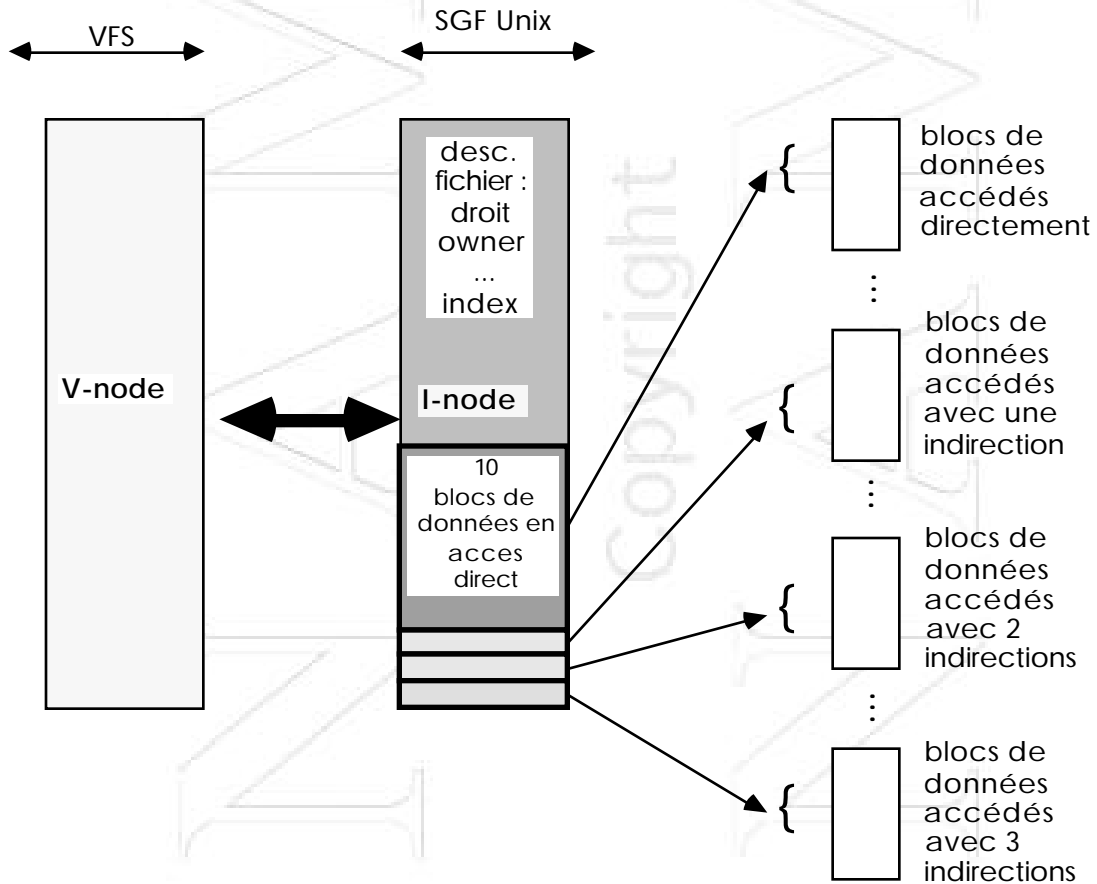 VFS
SGF Unix
V-node
desc.
fichier :
droit
owner
...
index
I-node
10
blocs de
données en
acces
direct
{
blocs de
données
accédés
directement
...
{
blocs de
données
accédés
avec une
indirection
...
{
blocs de
données
accédés
avec 2
indirections
...
{
blocs de
données
accédés
avec 3
indirections
Copyright